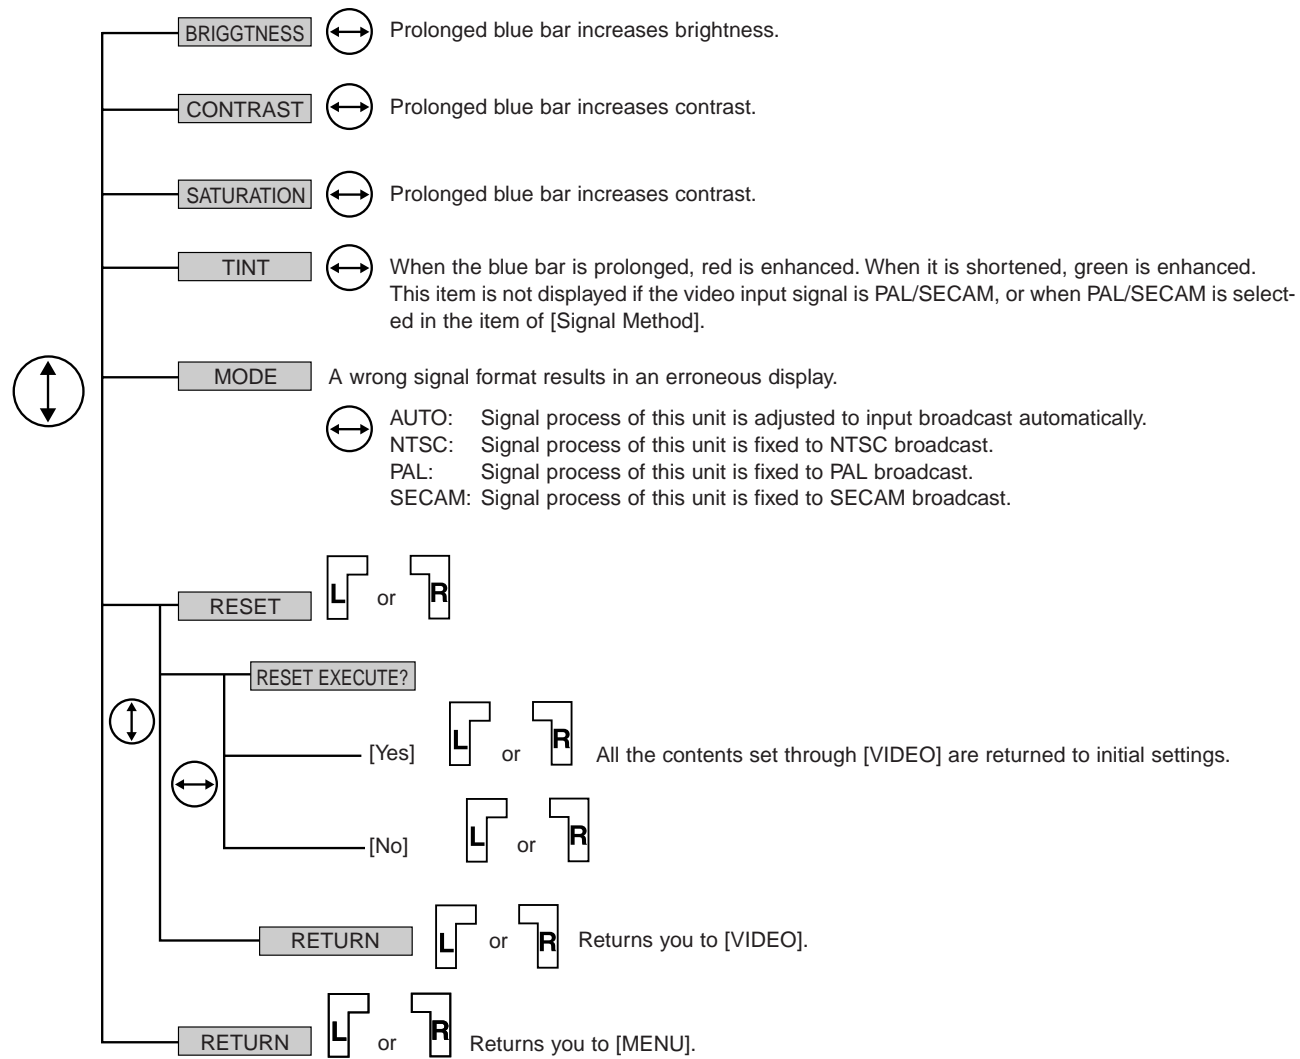 BRIGGTNESS Prolonged blue bar increases brightness.
CONTRAST Prolonged blue bar increases contrast.
SATURATION Prolonged blue bar increases contrast.
TINT When the blue bar is prolonged, red is enhanced. When it is shortened, green is enhanced.
This item is not displayed if the video input signal is PAL/SECAM, or when PAL/SECAM is select-
ed in the item of [Signal Method].
MODE A wrong signal format results in an erroneous display.
AUTO: Signal process of this unit is adjusted to input broadcast automatically.
NTSC: Signal process of this unit is fixed to NTSC broadcast.
PAL: Signal process of this unit is fixed to PAL broadcast.
SECAM: Signal process of this unit is fixed to SECAM broadcast.
RESET L or R
RESET EXECUTE?
[Yes] L or R All the contents set through [VIDEO] are returned to initial settings.
[No] L or R
RETURN L or R Returns you to [VIDEO].
RETURN L or R Returns you to [MENU].